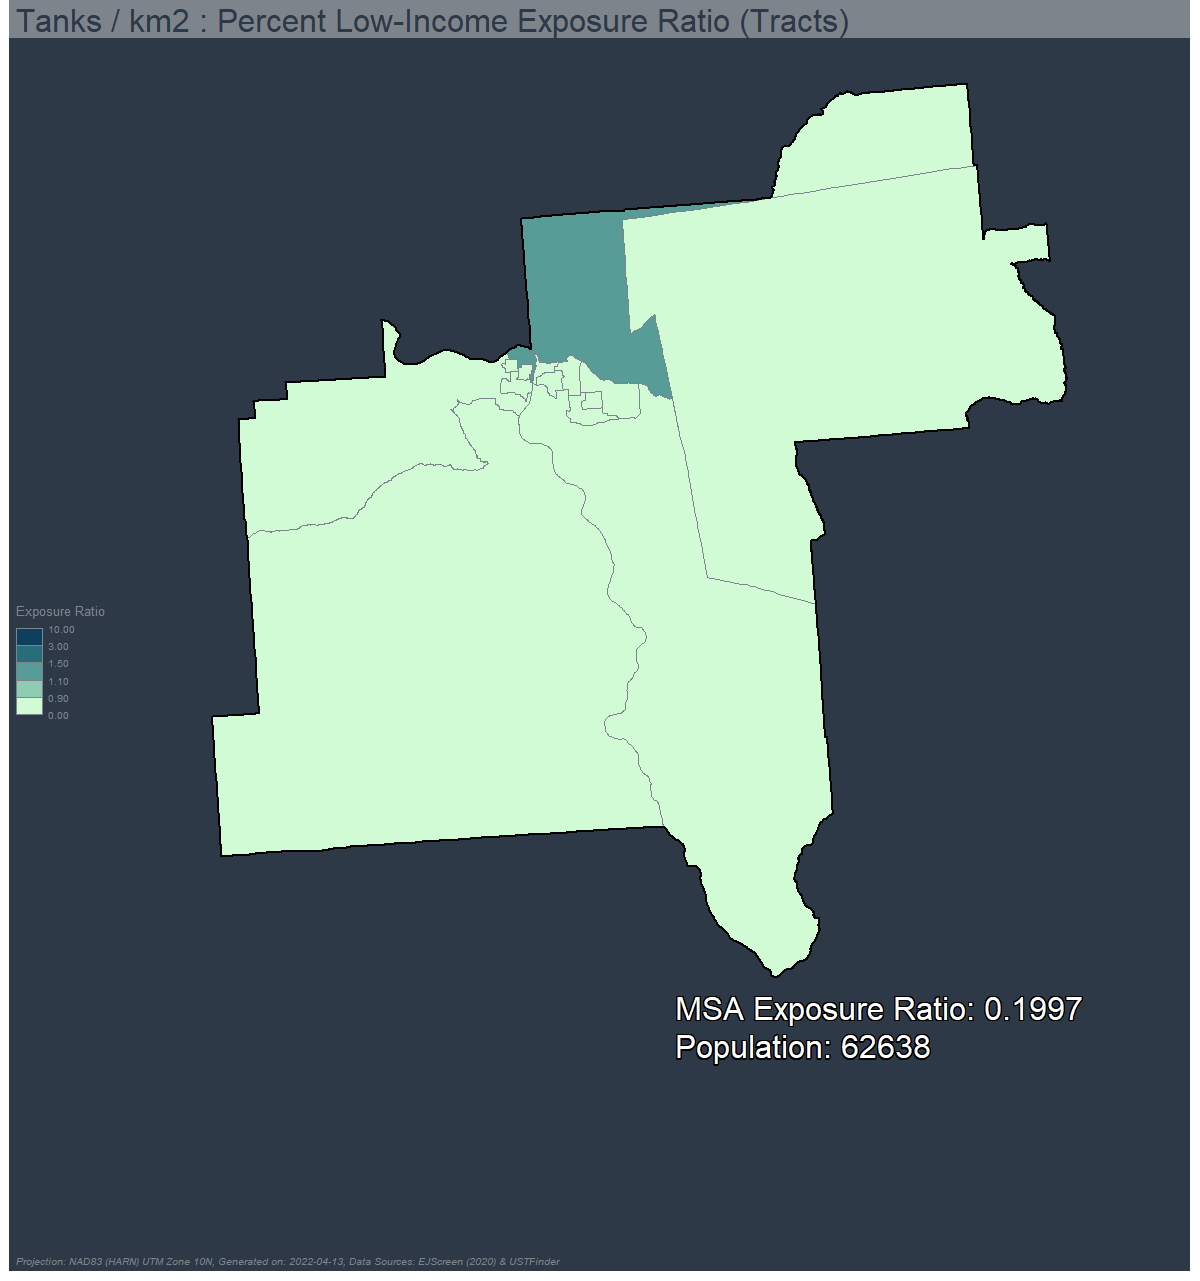 Tanks / km2 : Percent Low-Income Exposure Ratio (Tracts)
Exposure Ratio
10.00
3.00
1.50
1.10
0.90
0.00
MSA Exposure Ratio: 0.1997
Population: 62638
Projection: NAD83 (HARN) UTM Zone 10N, Generated on: 2022-04-13, Data Sources: EJScreen (2020) & USTFinder